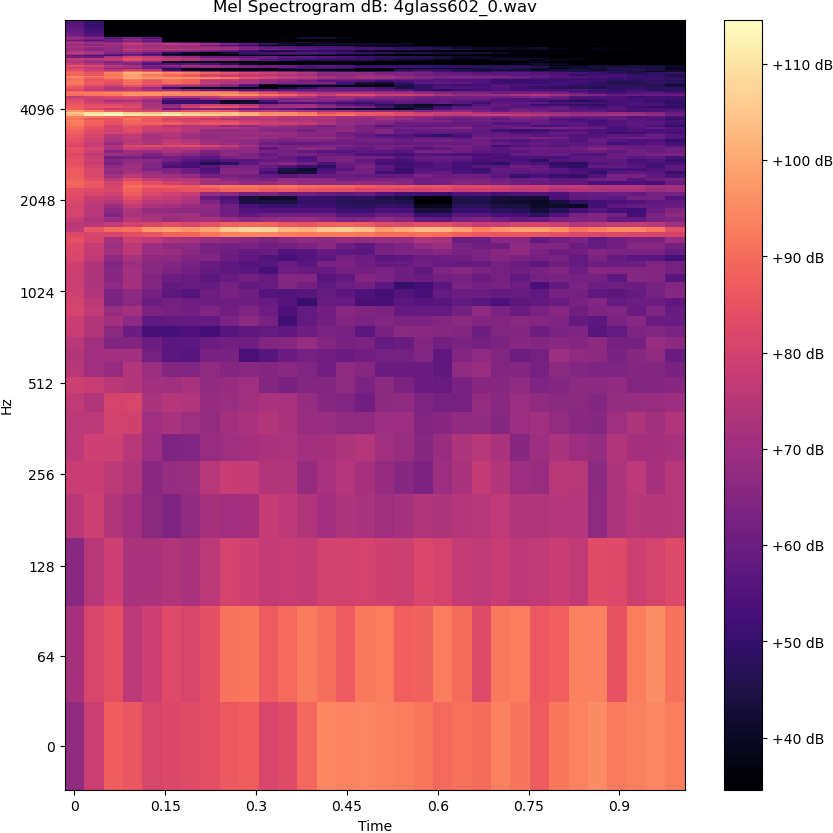 Mel Spectrogram dB: 4glass602_0.wav
+110 dB
4096
+100 dB
2048
+90 dB
1024
+80 dB
512
Hz
+70 dB
256
+60 dB
128
64
+50 dB
0
+40 dB
0 0.15 0.3 0.45 0.6 0.75 0.9
Time